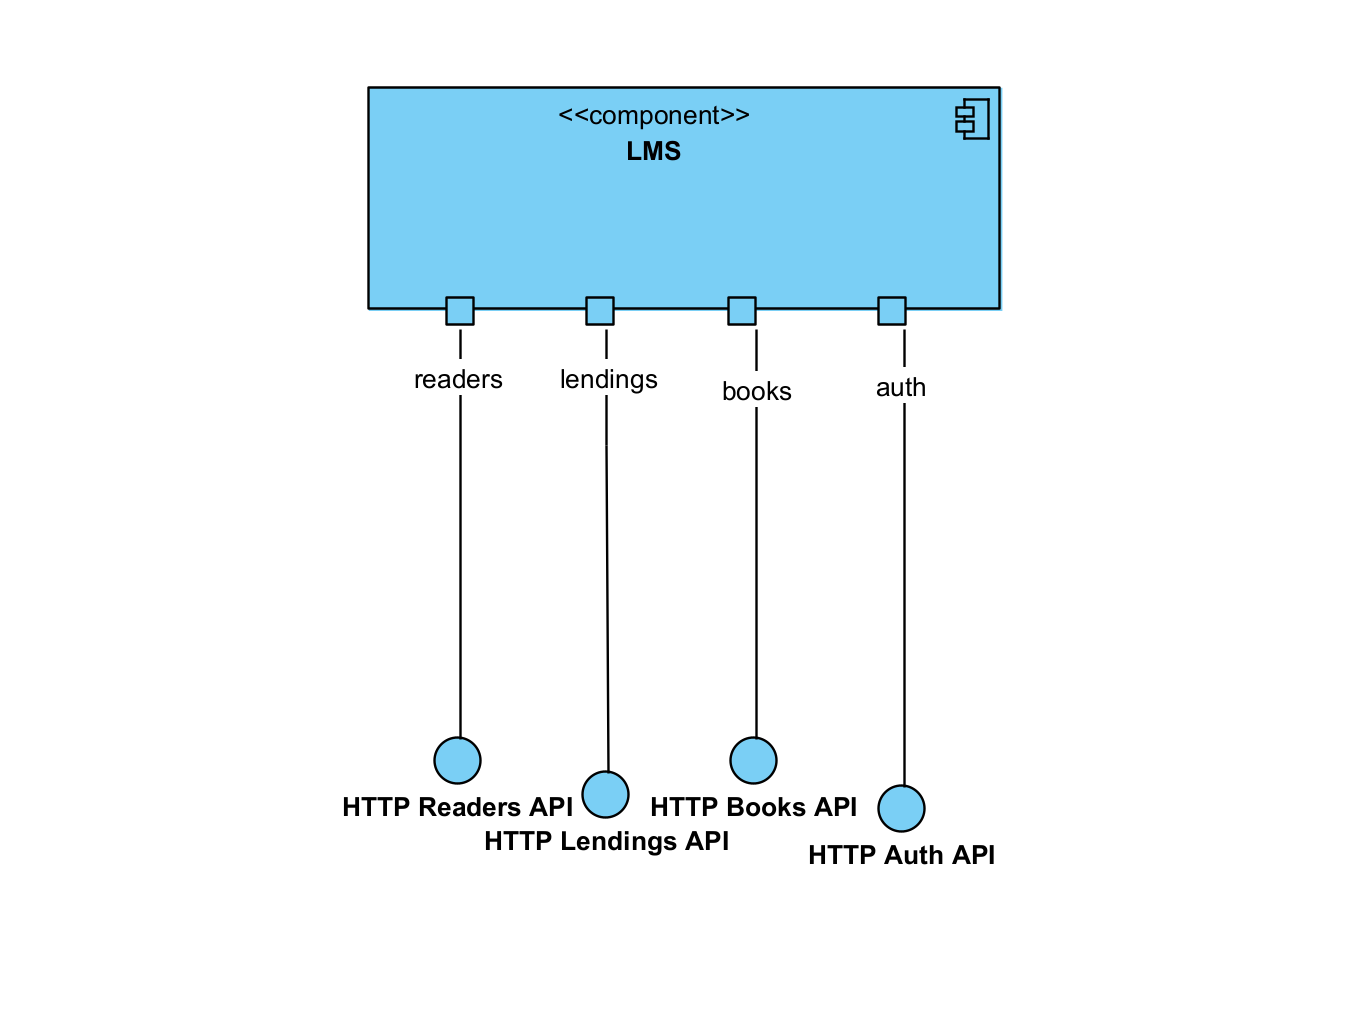 <<component>>
LMS
readers
lendings
books
auth
HTTP Readers API
HTTP Lendings API
HTTP Books API
HTTP Auth API